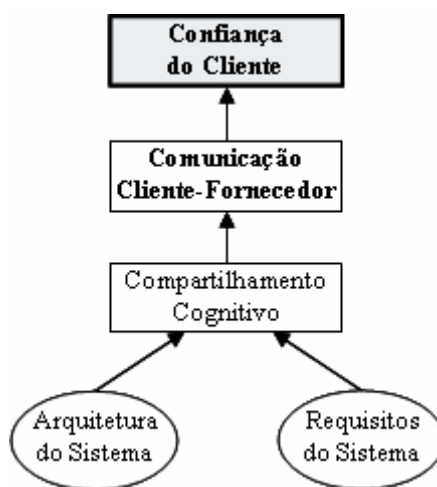 Confiança
do Cliente
Comunicação
Cliente-Fornecedor
Compartilhamento
Cognitivo
Arquitetura
do Sistema
Requisitos
do Sistema